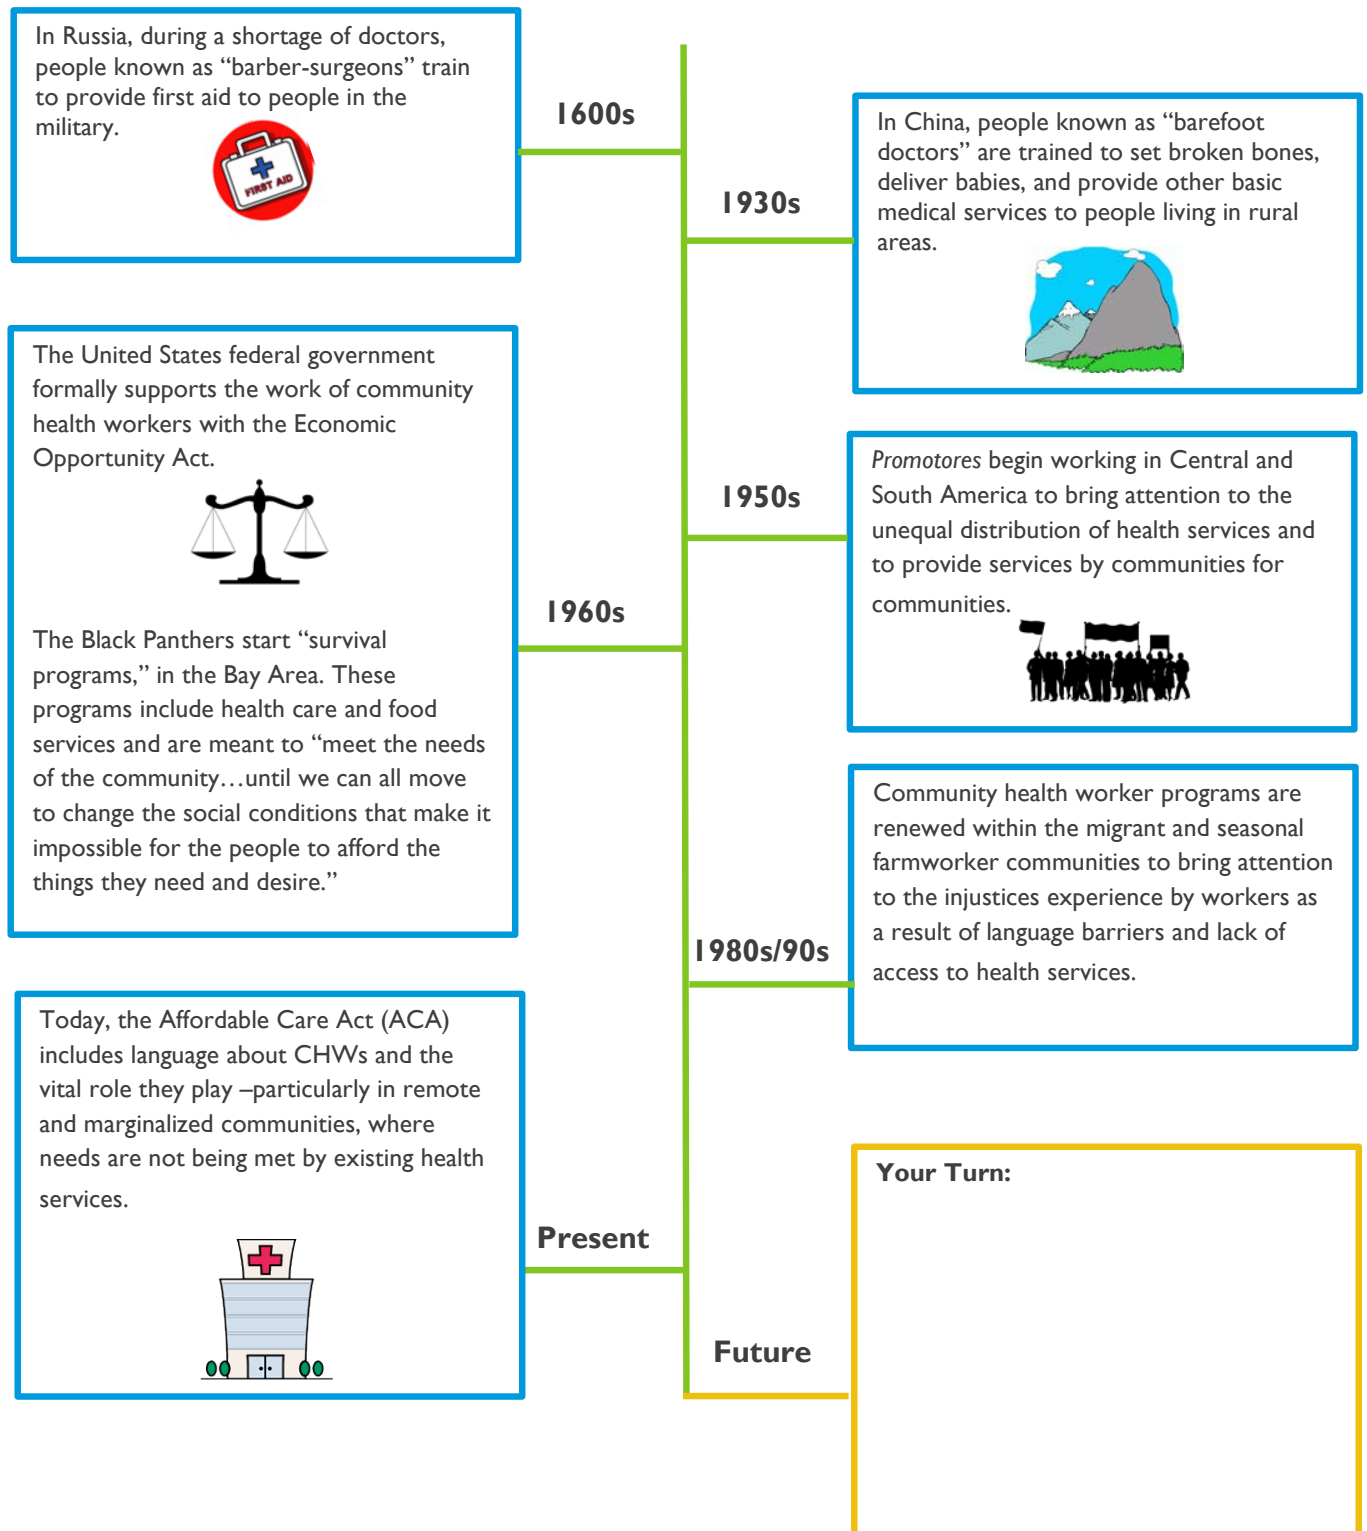 In Russia, during a shortage of doctors,
people known as “barber-surgeons” train
to provide first aid to people in the
military.
FIRST AID
1600s
In China, people known as “barefoot
doctors” are trained to set broken bones,
deliver babies, and provide other basic
medical services to people living in rural
areas.
1930s
Promotores begin working in Central and
South America to bring attention to the
unequal distribution of health services and
to provide services by communities for
communities.
1950s
The United States federal government
formally supports the work of community
health workers with the Economic
Opportunity Act.
The Black Panthers start “survival
programs,” in the Bay Area. These
programs include health care and food
services and are meant to “meet the needs
of the community…until we can all move
to change the social conditions that make it
impossible for the people to afford the
things they need and desire.”
1960s
Community health worker programs are
renewed within the migrant and seasonal
farmworker communities to bring attention
to the injustices experience by workers as
a result of language barriers and lack of
access to health services.
1980s/90s
Today, the Affordable Care Act (ACA)
includes language about CHWs and the
vital role they play –particularly in remote
and marginalized communities, where
needs are not being met by existing health
services.
Present
Your Turn:
Future